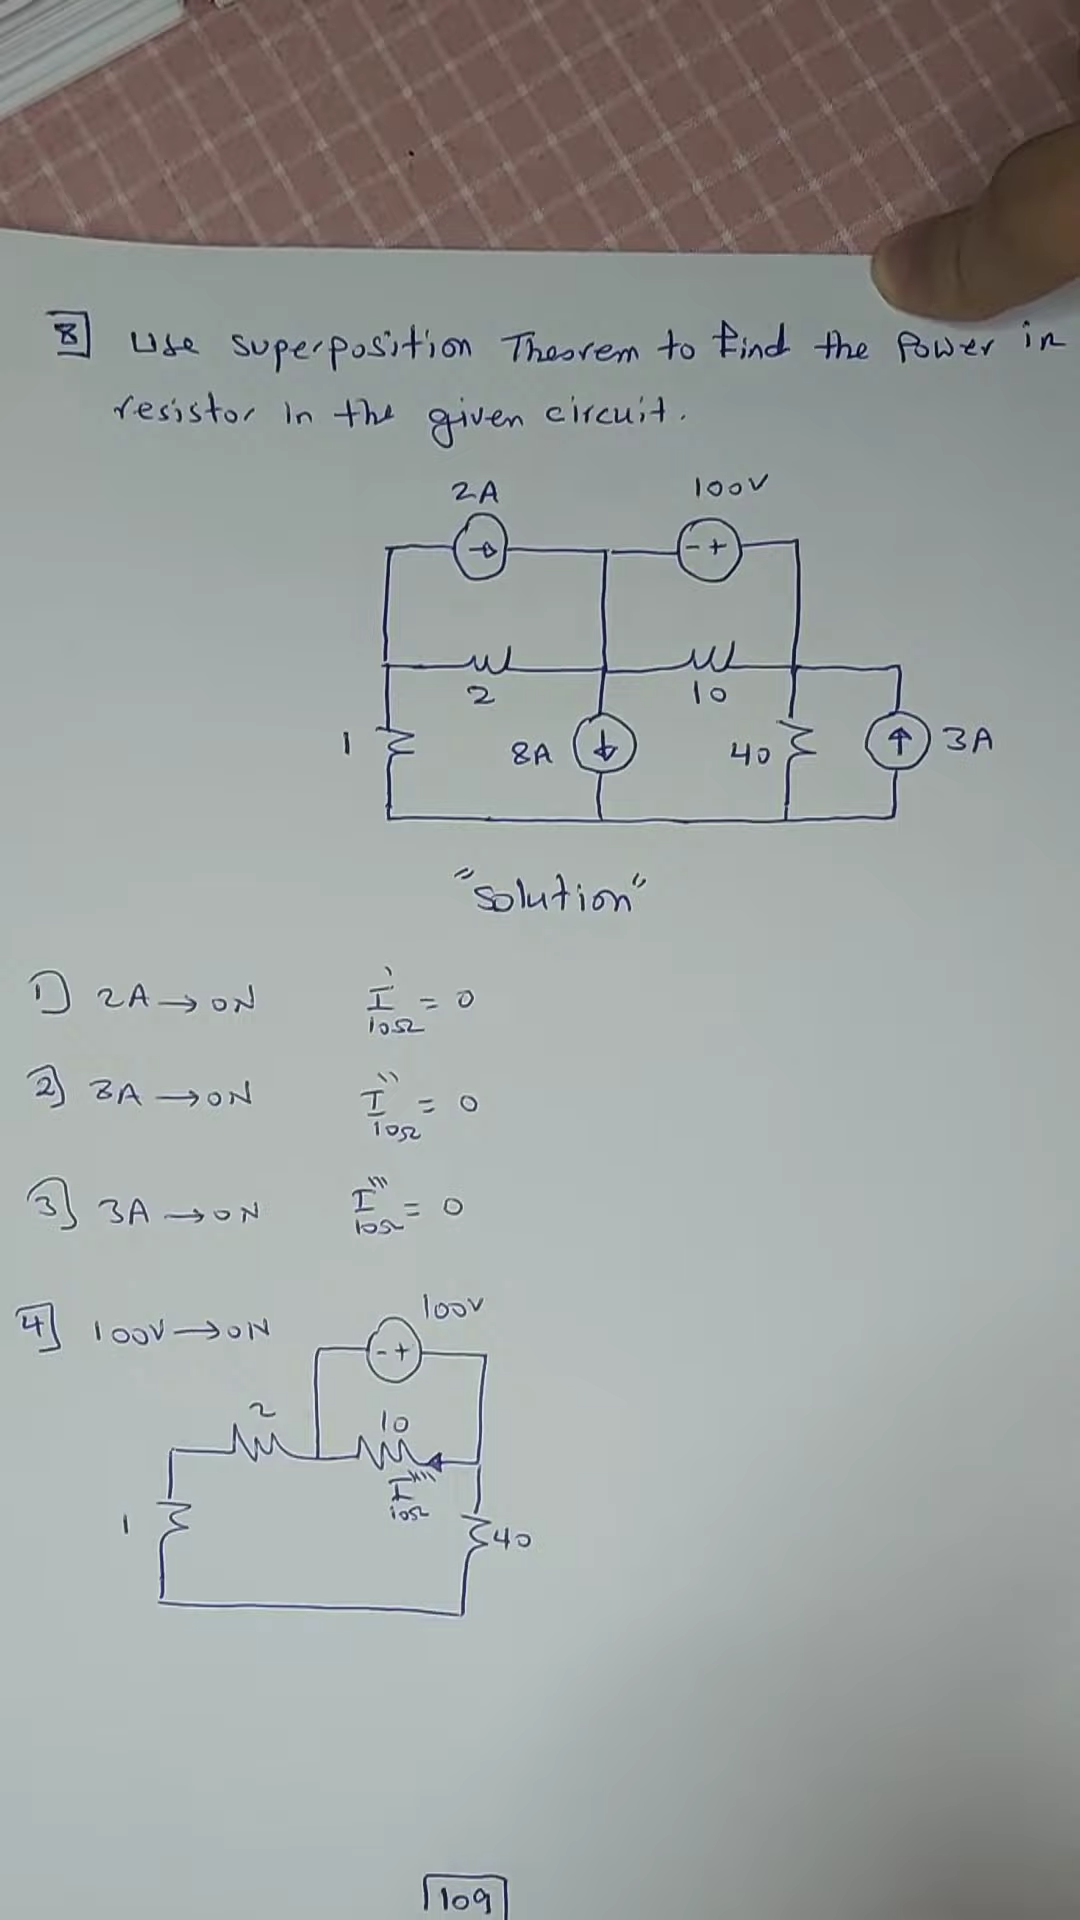 8 Use superposition Theorem to find the Power in
resistor in the given circuit.
2A 100V
- +
2 10
1 8A 40 3A
"solution"
1) 2A → ON I' 10Ω = 0
2) 8A → ON I'' 10Ω = 0
3) 3A → ON I''' 10Ω = 0
4) 100V → ON 100V
- +
2 10
I'''' 10Ω
1 40
109